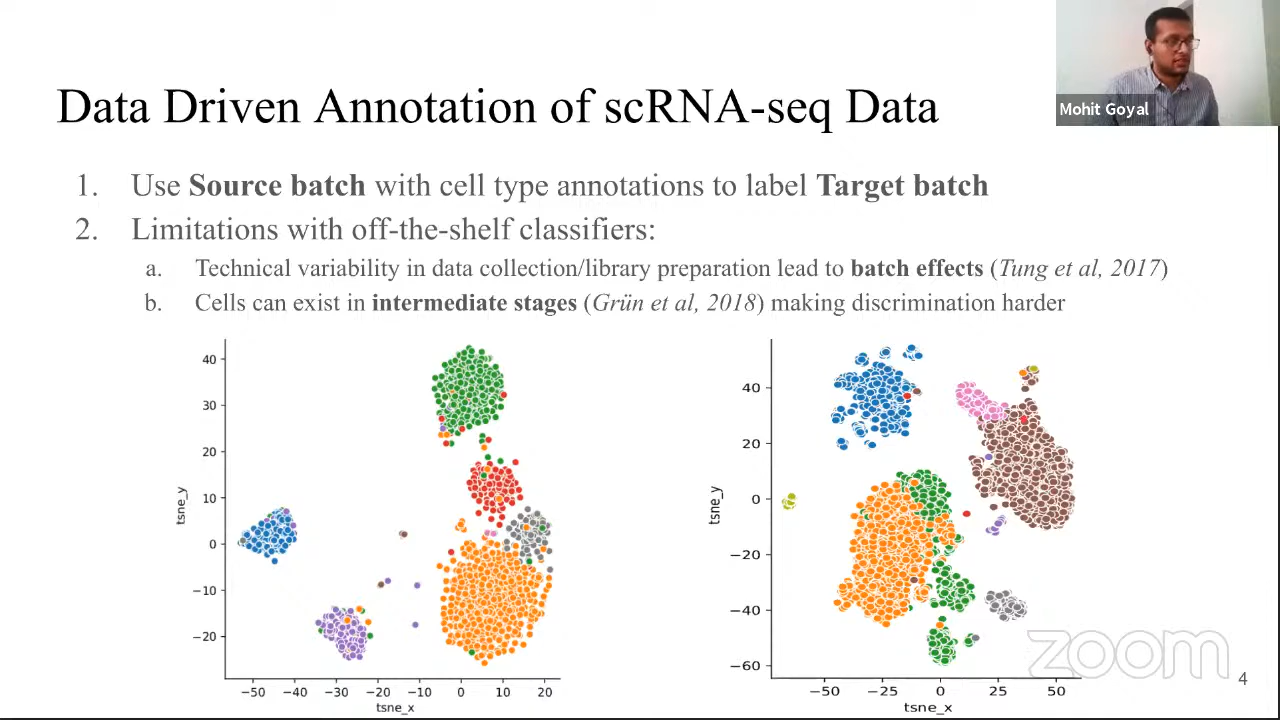 Mohit Goyal
Data Driven Annotation of scRNA-seq Data
1. Use Source batch with cell type annotations to label Target batch
2. Limitations with off-the-shelf classifiers:
a. Technical variability in data collection/library preparation lead to batch effects (Tung et al, 2017)
b. Cells can exist in intermediate stages (Grün et al, 2018) making discrimination harder
40
30
20
10
0
−10
−20
tsne_y
−50 −40 −30 −20 −10 0 10 20
tsne_x
40
20
0
−20
−40
−60
tsne_y
−50 −25 0 25 50
tsne_x
zoom
4